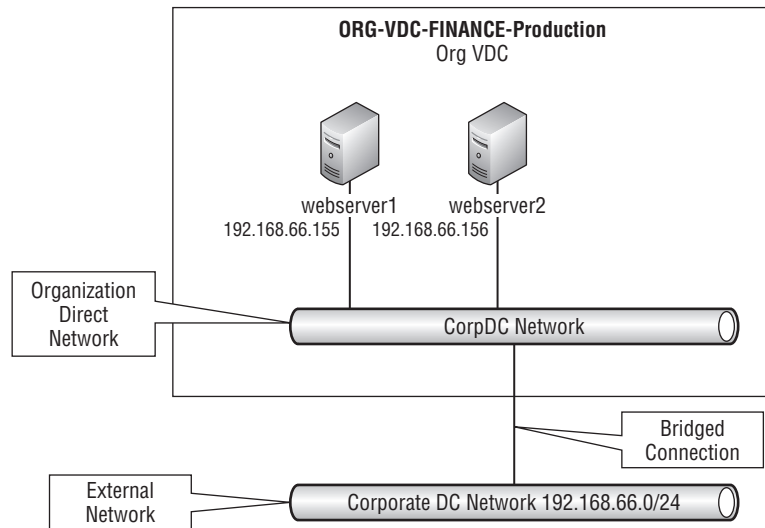 ORG-VDC-FINANCE-Production
Org VDC
webserver1
webserver2
192.168.66.155
192.168.66.156
Organization
Direct
Network
CorpDC Network
Bridged
Connection
External
Network
Corporate DC Network 192.168.66.0/24